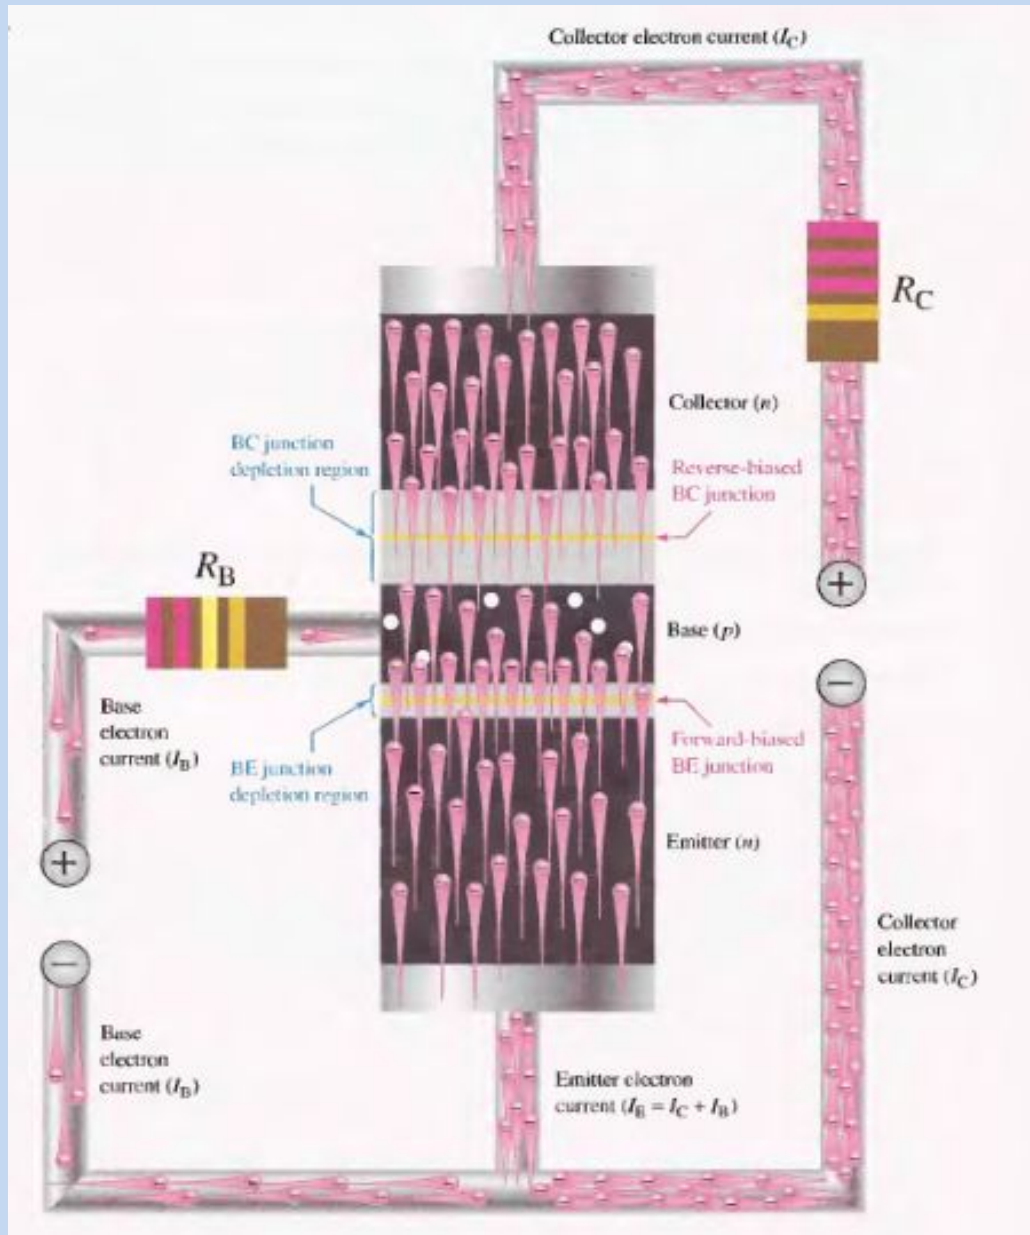 Collector electron current (I_C)
R_C
Collector (n)
BC junction
depletion region
Reverse-biased
BC junction
R_B
Base (p)
Base
electron
current (I_B)
BE junction
depletion region
Forward-biased
BE junction
Emitter (n)
Collector
electron
current (I_C)
Base
electron
current (I_B)
Emitter electron
current (I_E = I_C + I_B)